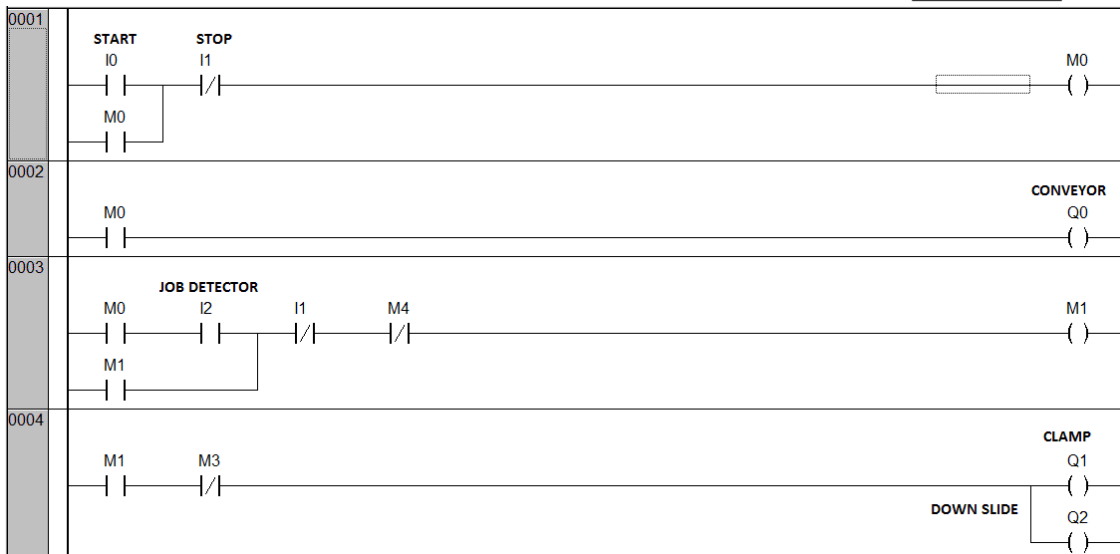 0001
START STOP
I0 I1 M0
M0
0002
CONVEYOR
M0 Q0
0003
JOB DETECTOR
M0 I2 I1 M4 M1
M1
0004
CLAMP
M1 M3 Q1
DOWN SLIDE Q2